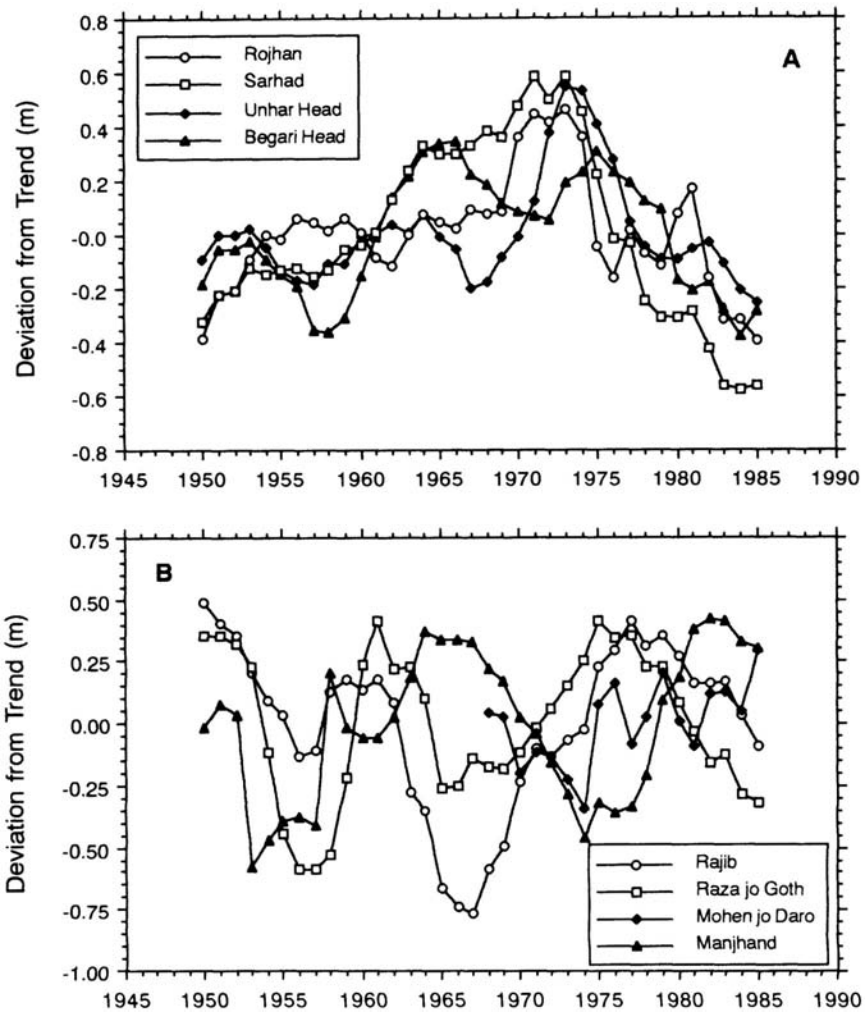 0.8
Rojhan
Sarhad
Unhar Head
Begari Head
A
0.6
0.4
0.2
-0.0
-0.2
-0.4
-0.6
-0.8
Deviation from Trend (m)
1945 1950 1955 1960 1965 1970 1975 1980 1985 1990
0.75
B
0.50
0.25
0.00
-0.25
-0.50
-0.75
-1.00
Deviation from Trend (m)
Rajib
Raza jo Goth
Mohen jo Daro
Manjhand
1945 1950 1955 1960 1965 1970 1975 1980 1985 1990